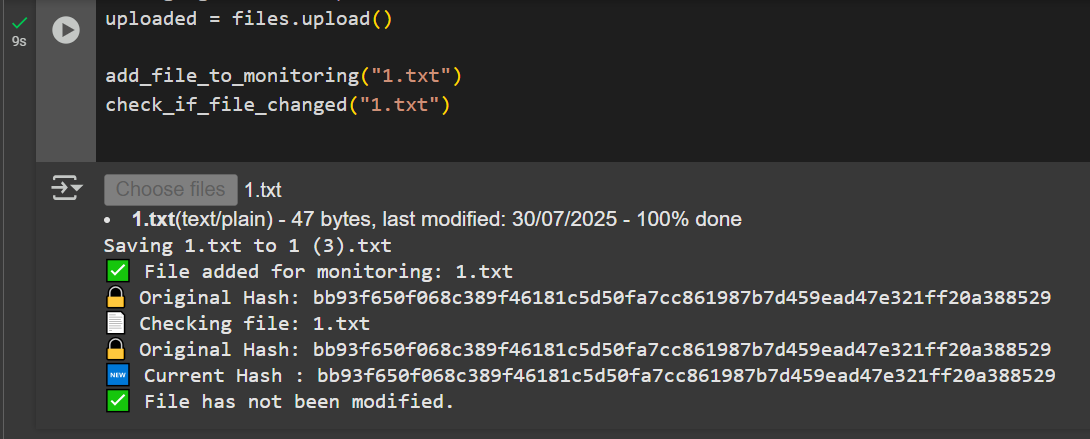 uploaded = files.upload()
9s
add_file_to_monitoring("1.txt")
check_if_file_changed("1.txt")
Choose files 1.txt
• 1.txt(text/plain) - 47 bytes, last modified: 30/07/2025 - 100% done
Saving 1.txt to 1 (3).txt
✅ File added for monitoring: 1.txt
🔒 Original Hash: bb93f650f068c389f46181c5d50fa7cc861987b7d459ead47e321ff20a388529
📄 Checking file: 1.txt
🔒 Original Hash: bb93f650f068c389f46181c5d50fa7cc861987b7d459ead47e321ff20a388529
🆕 Current Hash : bb93f650f068c389f46181c5d50fa7cc861987b7d459ead47e321ff20a388529
✅ File has not been modified.